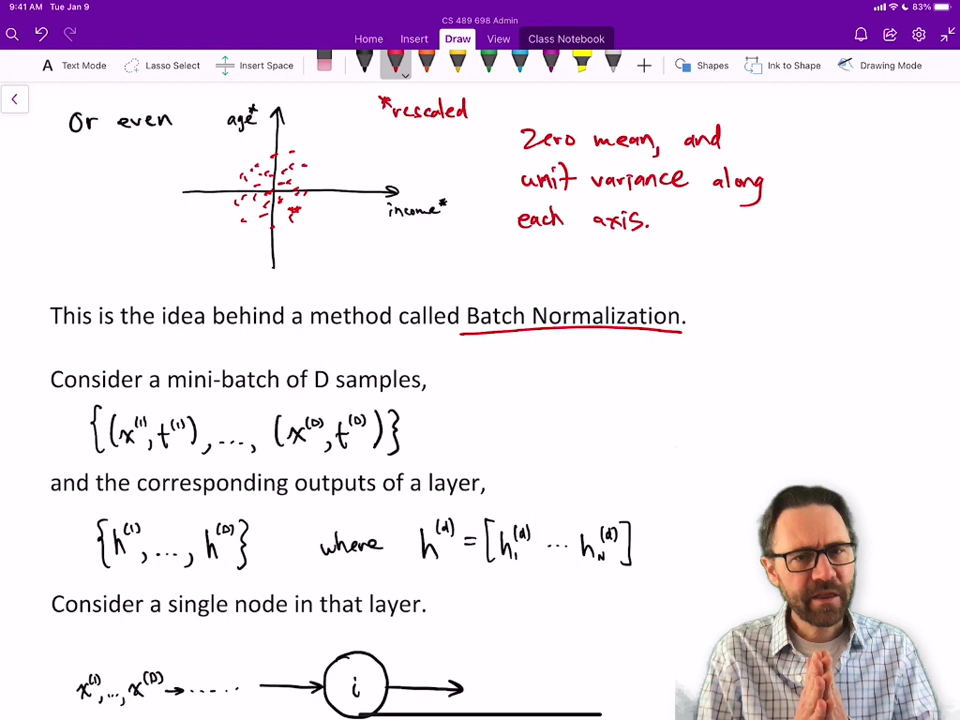 9:41 AM Tue Jan 9
83%
CS 489 698 Admin
Home Insert Draw View Class Notebook
A Text Mode Lasso Select Insert Space Shapes Ink to Shape Drawing Mode
Or even age* *rescaled
income*
Zero mean, and
unit variance along
each axis.
This is the idea behind a method called Batch Normalization.
Consider a mini-batch of D samples,
{(x⁽¹⁾, t⁽¹⁾), ..., (x⁽ᴰ⁾, t⁽ᴰ⁾)}
and the corresponding outputs of a layer,
{h⁽¹⁾, ..., h⁽ᴰ⁾} where h⁽ᵈ⁾ = [h₁⁽ᵈ⁾ ... h_N⁽ᵈ⁾]
Consider a single node in that layer.
x⁽¹⁾, ..., x⁽ᴰ⁾ → ..... i